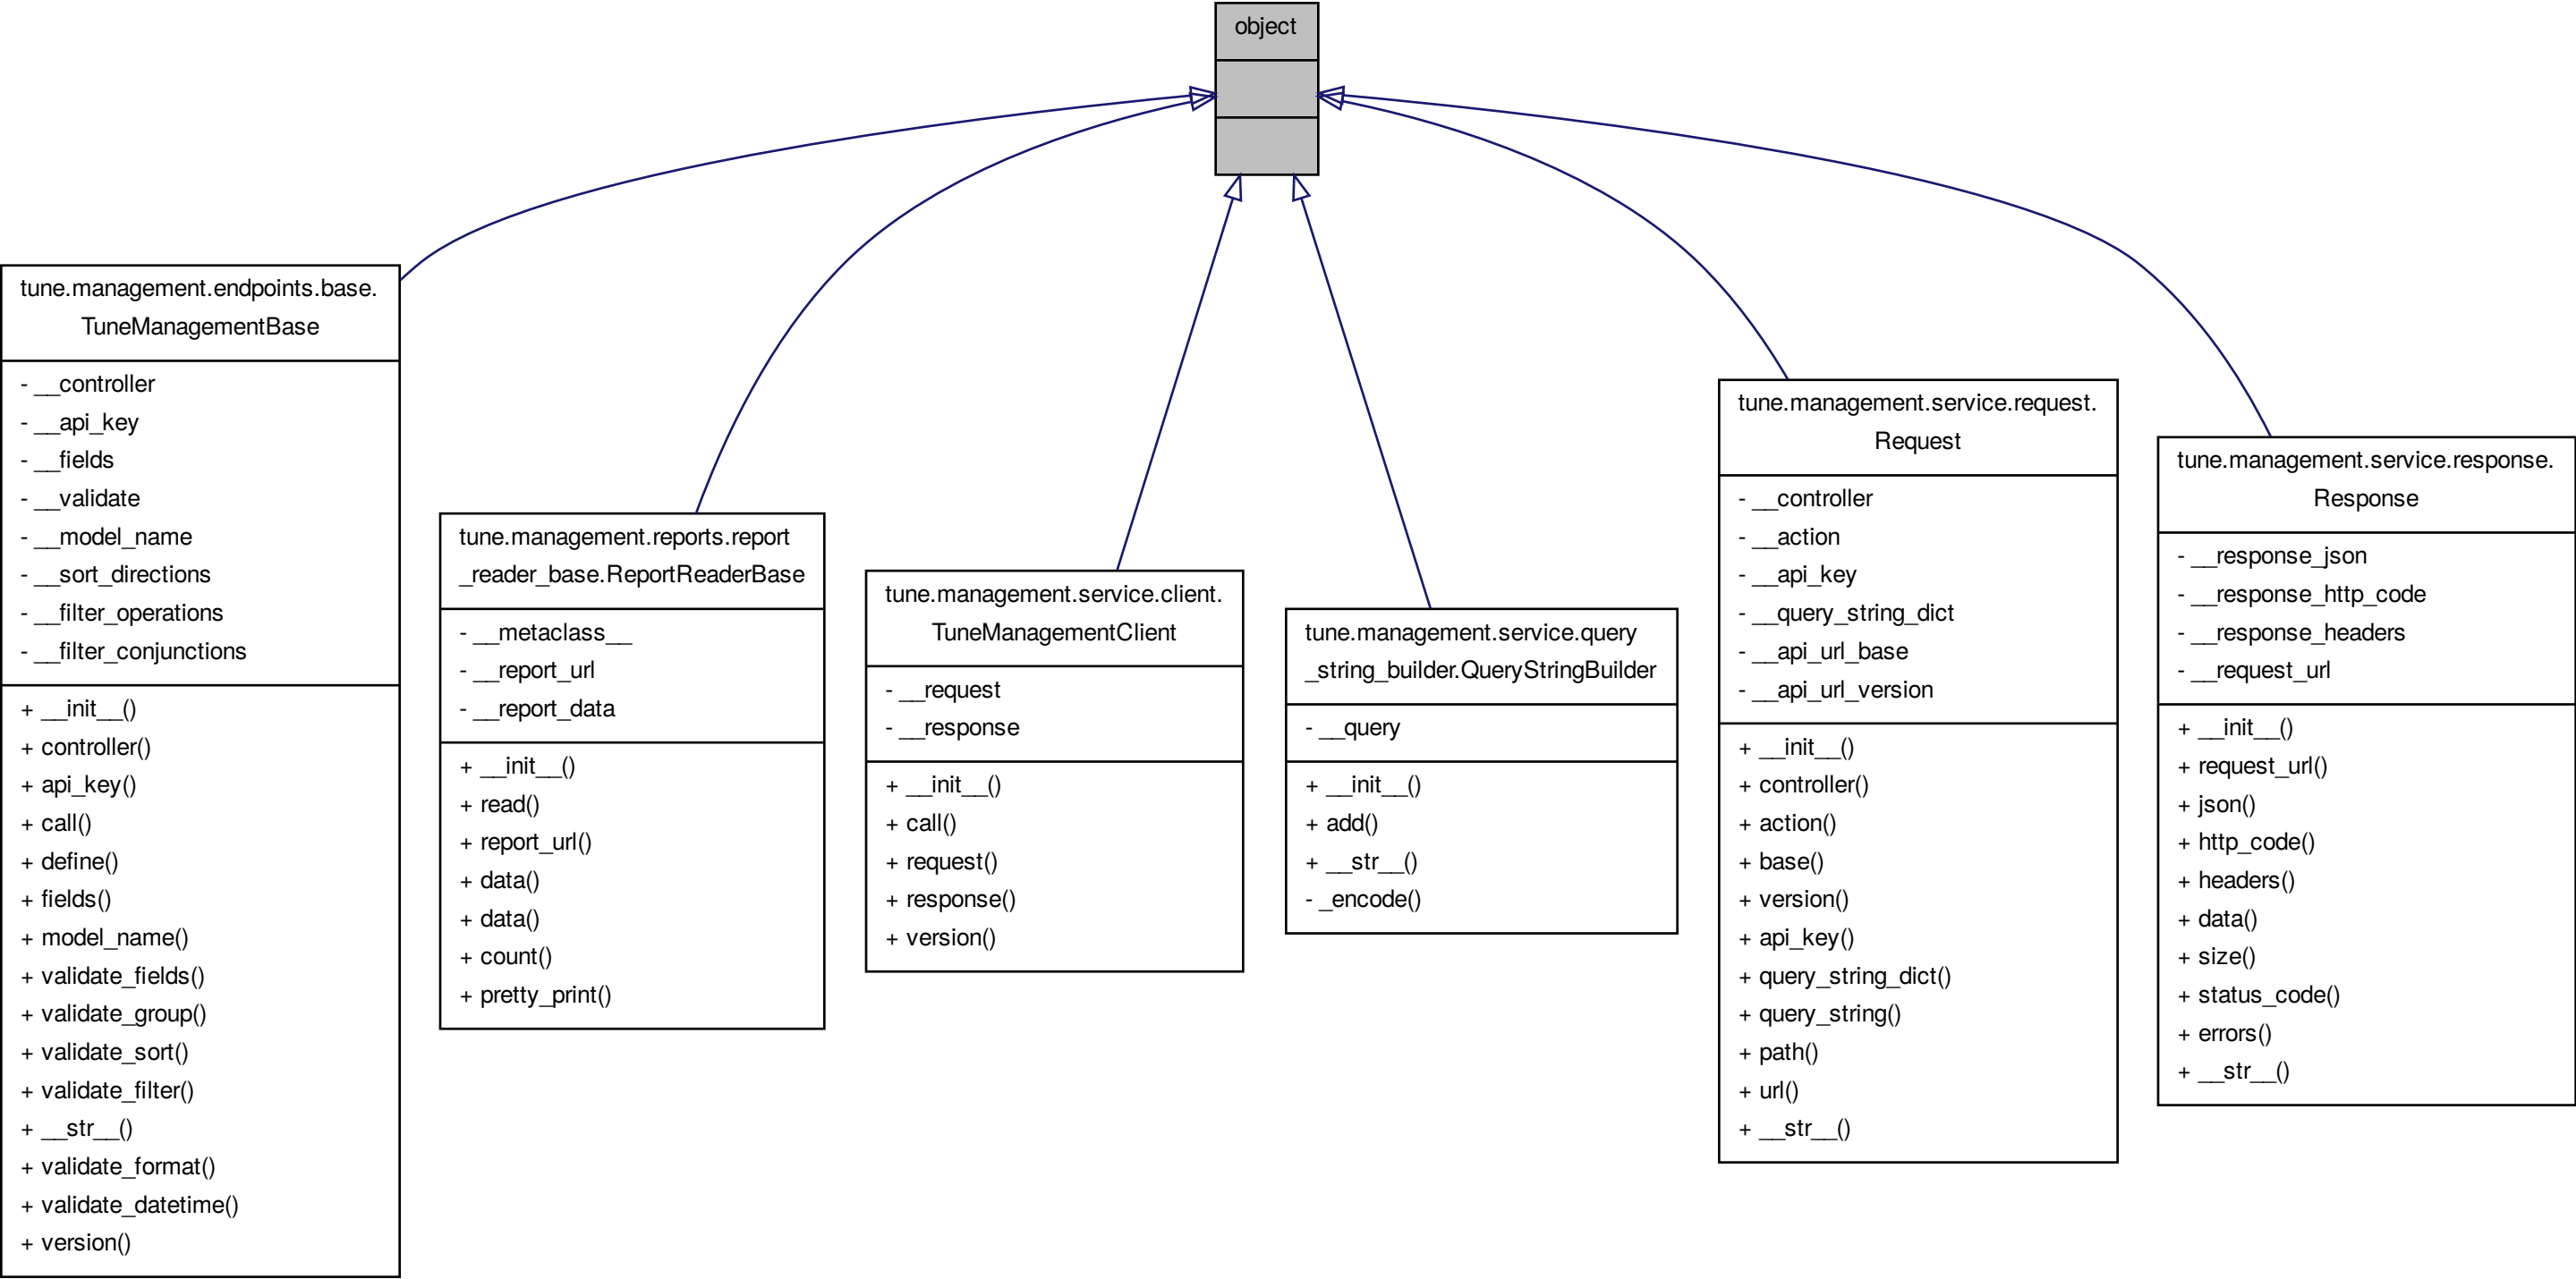 object
tune.management.endpoints.base.
TuneManagementBase
- __controller
- __api_key
- __fields
- __validate
- __model_name
- __sort_directions
- __filter_operations
- __filter_conjunctions
+ __init__()
+ controller()
+ api_key()
+ call()
+ define()
+ fields()
+ model_name()
+ validate_fields()
+ validate_group()
+ validate_sort()
+ validate_filter()
+ __str__()
+ validate_format()
+ validate_datetime()
+ version()
tune.management.reports.report
_reader_base.ReportReaderBase
- __metaclass__
- __report_url
- __report_data
+ __init__()
+ read()
+ report_url()
+ data()
+ data()
+ count()
+ pretty_print()
tune.management.service.client.
TuneManagementClient
- __request
- __response
+ __init__()
+ call()
+ request()
+ response()
+ version()
tune.management.service.query
_string_builder.QueryStringBuilder
- __query
+ __init__()
+ add()
+ __str__()
- _encode()
tune.management.service.request.
Request
- __controller
- __action
- __api_key
- __query_string_dict
- __api_url_base
- __api_url_version
+ __init__()
+ controller()
+ action()
+ base()
+ version()
+ api_key()
+ query_string_dict()
+ query_string()
+ path()
+ url()
+ __str__()
tune.management.service.response.
Response
- __response_json
- __response_http_code
- __response_headers
- __request_url
+ __init__()
+ request_url()
+ json()
+ http_code()
+ headers()
+ data()
+ size()
+ status_code()
+ errors()
+ __str__()